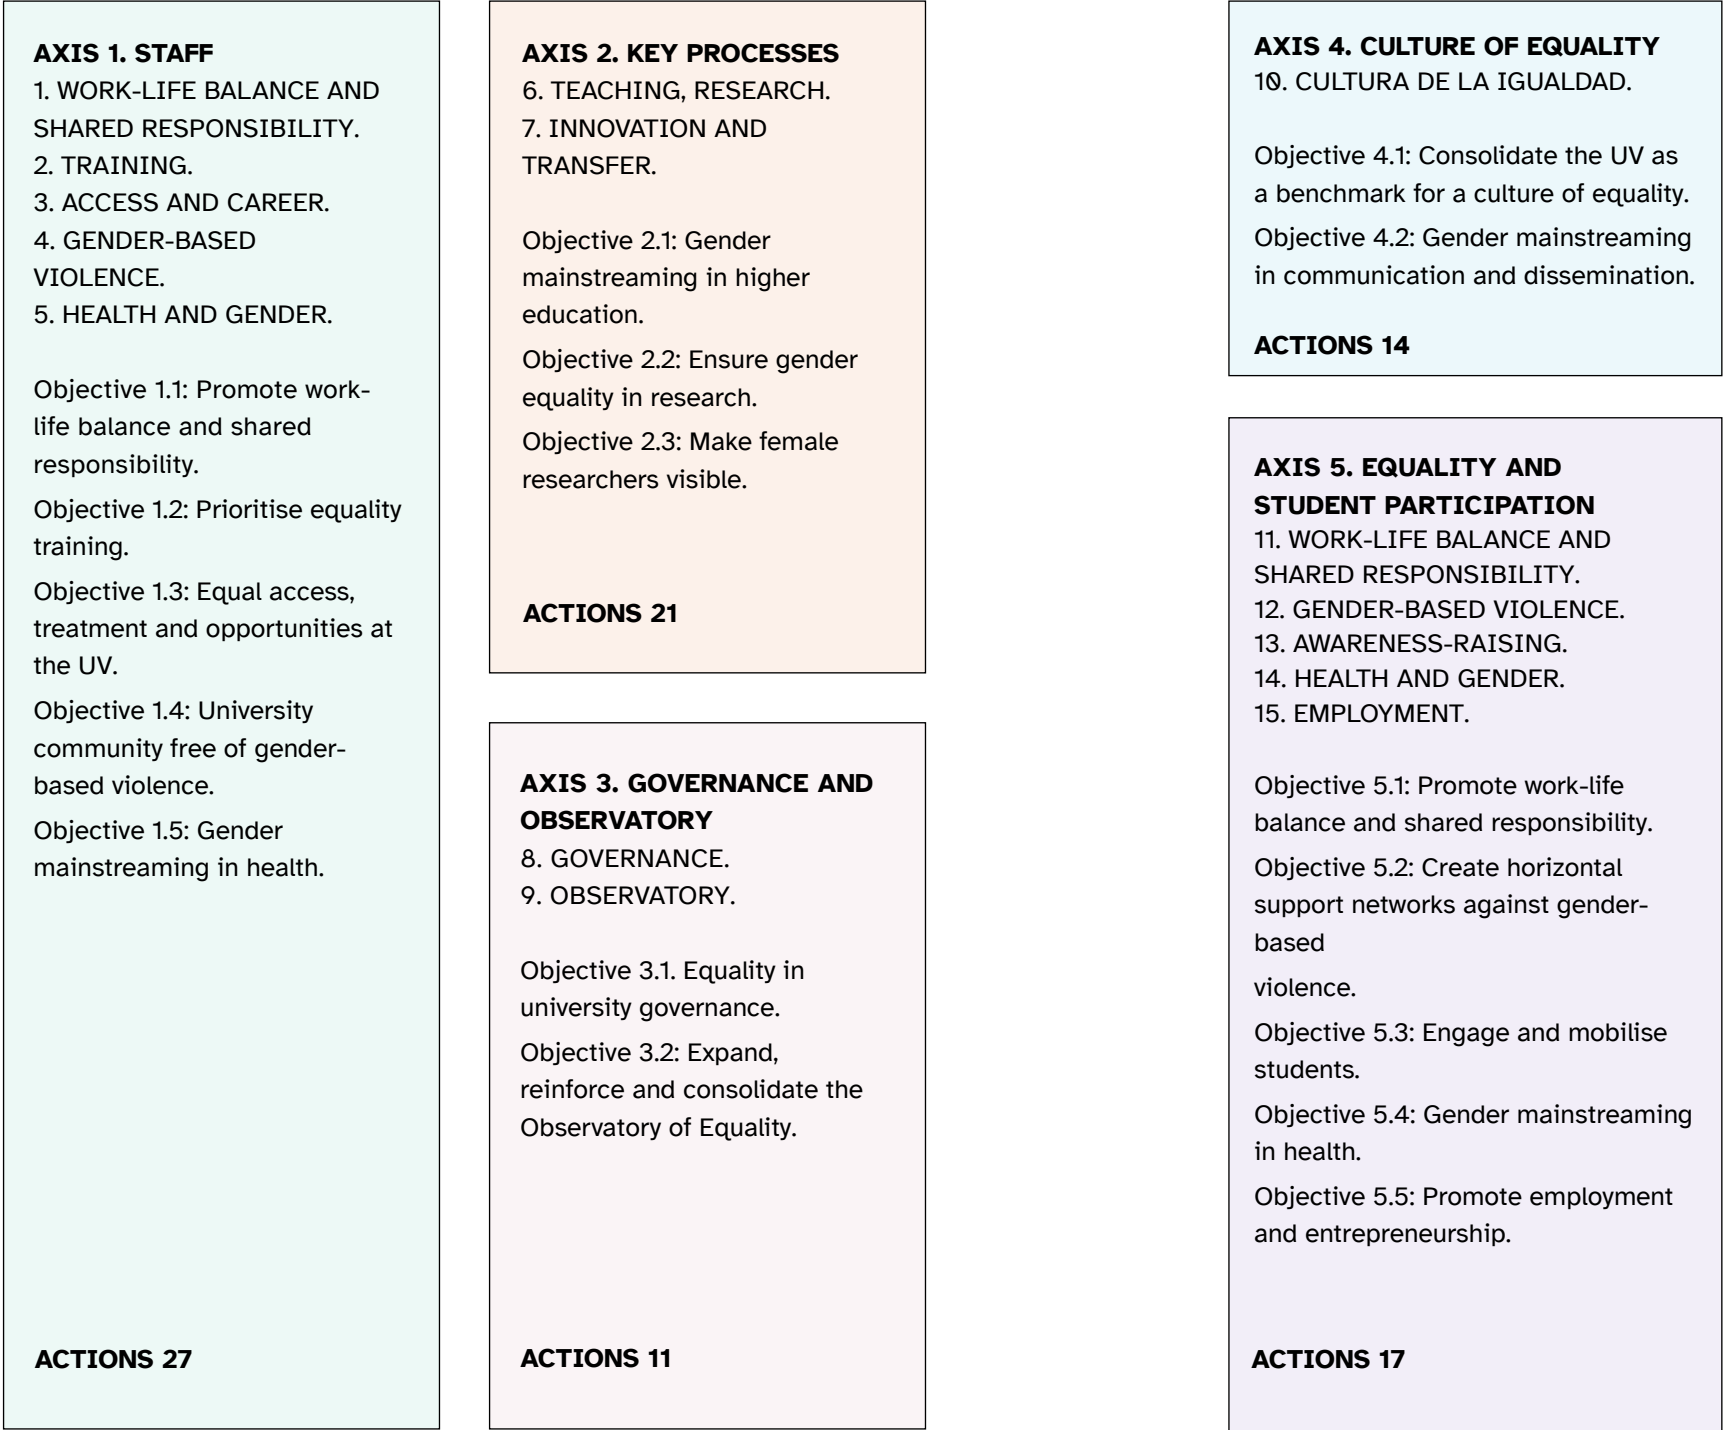 AXIS 1. STAFF
1. WORK-LIFE BALANCE AND
SHARED RESPONSIBILITY.
2. TRAINING.
3. ACCESS AND CAREER.
4. GENDER-BASED
VIOLENCE.
5. HEALTH AND GENDER.
Objective 1.1: Promote work-
life balance and shared
responsibility.
Objective 1.2: Prioritise equality
training.
Objective 1.3: Equal access,
treatment and opportunities at
the UV.
Objective 1.4: University
community free of gender-
based violence.
Objective 1.5: Gender
mainstreaming in health.
ACTIONS 27
AXIS 2. KEY PROCESSES
6. TEACHING, RESEARCH.
7. INNOVATION AND
TRANSFER.
Objective 2.1: Gender
mainstreaming in higher
education.
Objective 2.2: Ensure gender
equality in research.
Objective 2.3: Make female
researchers visible.
ACTIONS 21
AXIS 3. GOVERNANCE AND
OBSERVATORY
8. GOVERNANCE.
9. OBSERVATORY.
Objective 3.1. Equality in
university governance.
Objective 3.2: Expand,
reinforce and consolidate the
Observatory of Equality.
ACTIONS 11
AXIS 4. CULTURE OF EQUALITY
10. CULTURA DE LA IGUALDAD.
Objective 4.1: Consolidate the UV as
a benchmark for a culture of equality.
Objective 4.2: Gender mainstreaming
in communication and dissemination.
ACTIONS 14
AXIS 5. EQUALITY AND
STUDENT PARTICIPATION
11. WORK-LIFE BALANCE AND
SHARED RESPONSIBILITY.
12. GENDER-BASED VIOLENCE.
13. AWARENESS-RAISING.
14. HEALTH AND GENDER.
15. EMPLOYMENT.
Objective 5.1: Promote work-life
balance and shared responsibility.
Objective 5.2: Create horizontal
support networks against gender-
based
violence.
Objective 5.3: Engage and mobilise
students.
Objective 5.4: Gender mainstreaming
in health.
Objective 5.5: Promote employment
and entrepreneurship.
ACTIONS 17